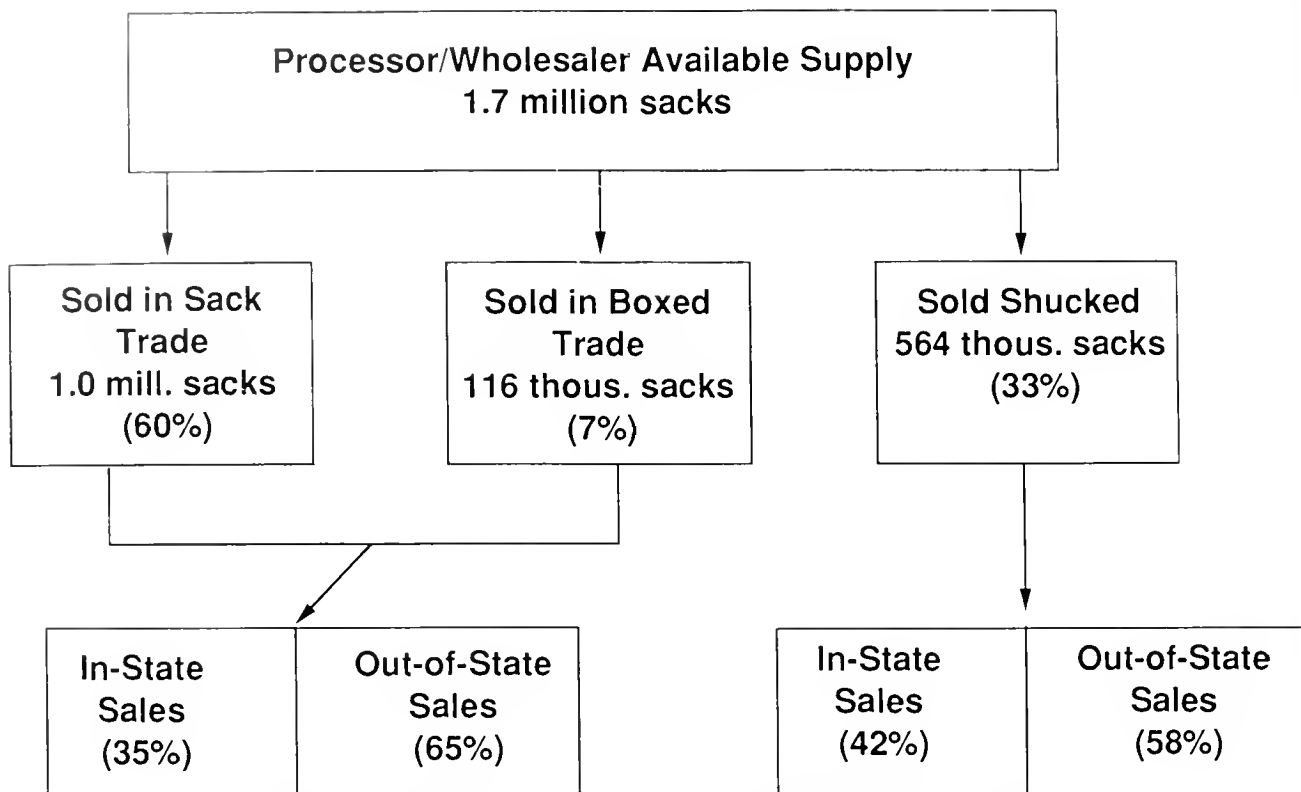 Processor/Wholesaler Available Supply
1.7 million sacks
Sold in Sack
Trade
1.0 mill. sacks
(60%)
Sold in Boxed
Trade
116 thous. sacks
(7%)
Sold Shucked
564 thous. sacks
(33%)
In-State
Sales
(35%)
Out-of-State
Sales
(65%)
In-State
Sales
(42%)
Out-of-State
Sales
(58%)